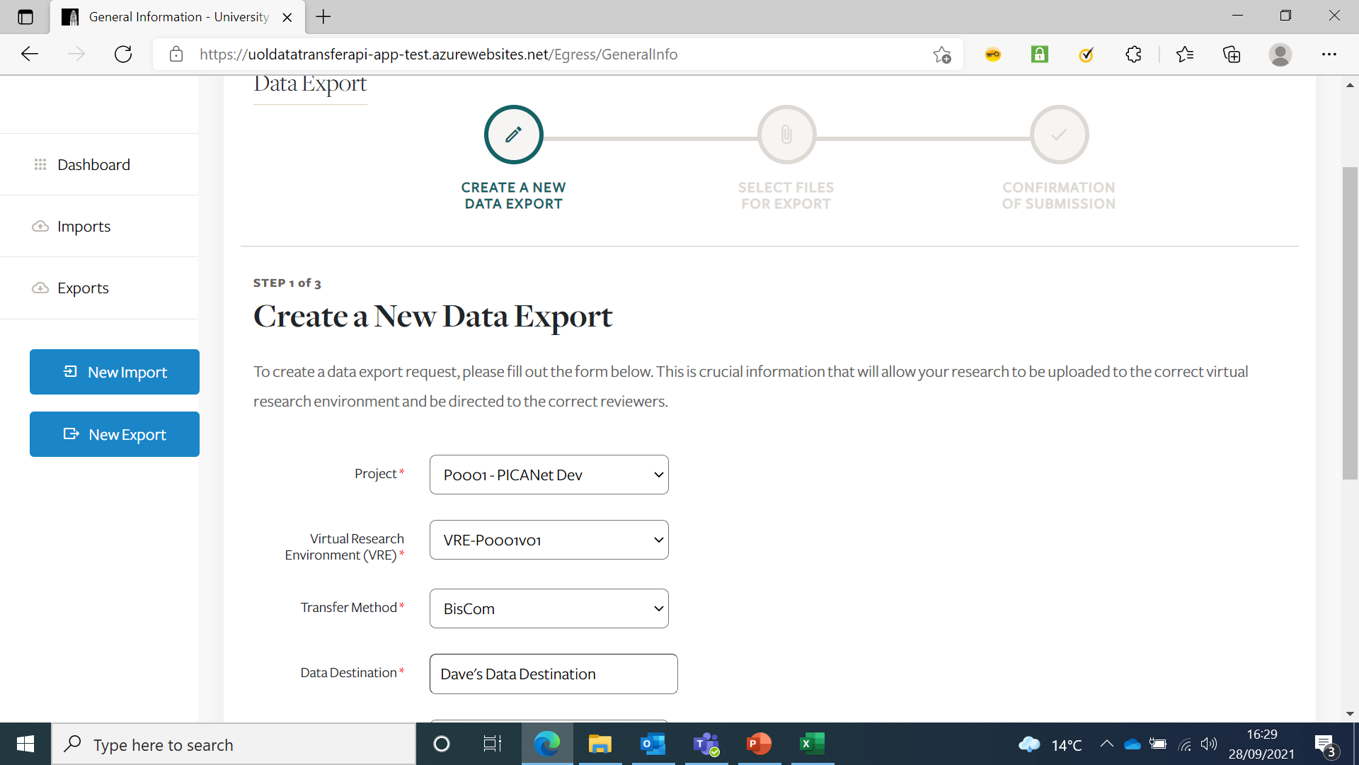 General Information - University
https://uoldatatransferapi-app-test.azurewebsites.net/Egress/GeneralInfo
Data Export
CREATE A NEW
DATA EXPORT
SELECT FILES
FOR EXPORT
CONFIRMATION
OF SUBMISSION
Dashboard
Imports
Exports
New Import
New Export
STEP 1 of 3
Create a New Data Export
To create a data export request, please fill out the form below. This is crucial information that will allow your research to be uploaded to the correct virtual
research environment and be directed to the correct reviewers.
Project*
P0001 - PICANet Dev
Virtual Research
Environment (VRE)*
VRE-P0001V01
Transfer Method*
BisCom
Data Destination*
Dave's Data Destination
Type here to search
14°C
16:29
28/09/2021
3